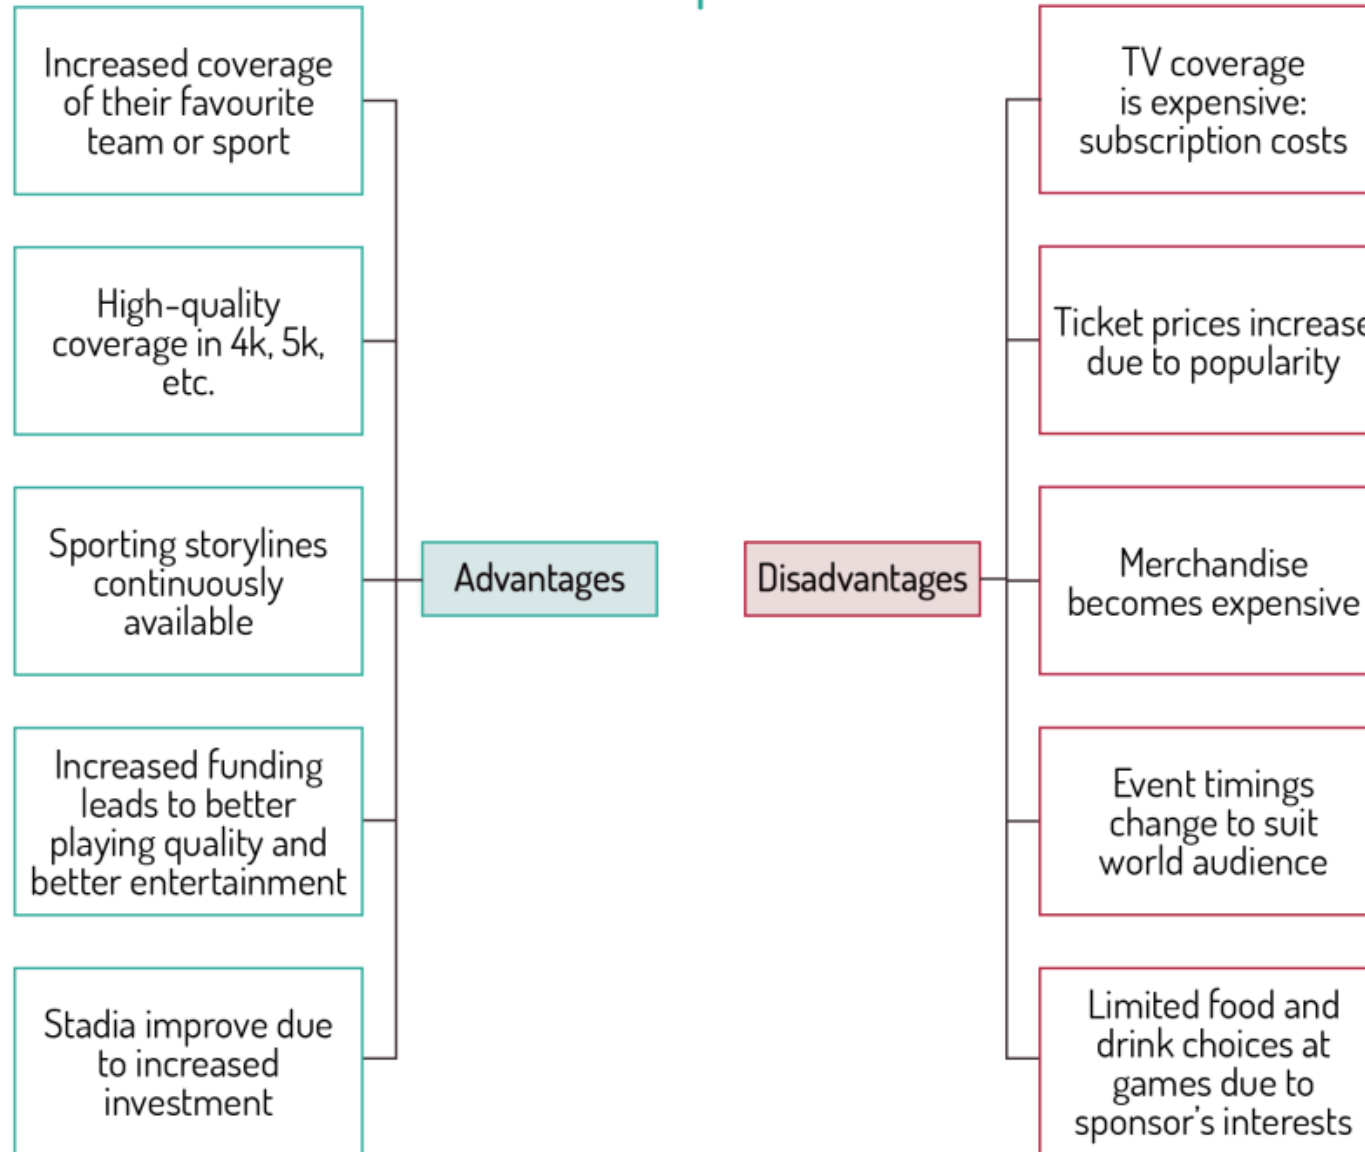 Increased coverage
of their favourite
team or sport
High-quality
coverage in 4k, 5k,
etc.
Sporting storylines
continuously
available
Increased funding
leads to better
playing quality and
better entertainment
Stadia improve due
to increased
investment
Advantages
Disadvantages
TV coverage
is expensive:
subscription costs
Ticket prices increase
due to popularity
Merchandise
becomes expensive
Event timings
change to suit
world audience
Limited food and
drink choices at
games due to
sponsor's interests